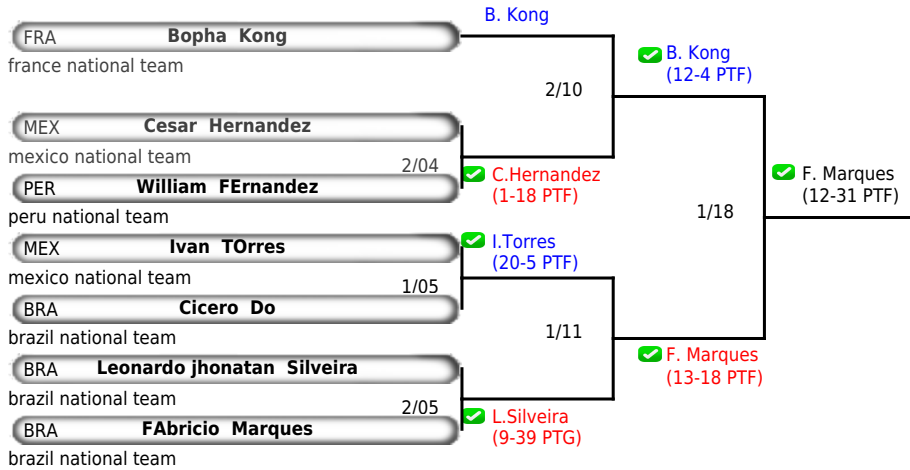 B. Kong
FRA Bopha Kong
france national team
B. Kong
(12-4 PTF)
2/10
MEX Cesar Hernandez
mexico national team
2/04
C.Hernandez
(1-18 PTF)
PER William FErnandez
peru national team
F. Marques
(12-31 PTF)
1/18
MEX Ivan TOrres
I.Torres
(20-5 PTF)
mexico national team
1/05
BRA Cicero Do
brazil national team
1/11
F. Marques
(13-18 PTF)
BRA Leonardo jhonatan Silveira
brazil national team
2/05
L.Silveira
(9-39 PTG)
BRA FAbricio Marques
brazil national team